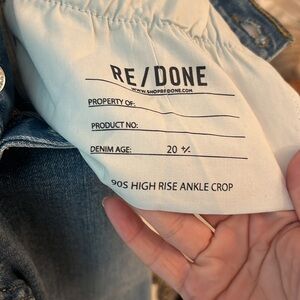 RE/DONE
WWW.SHOPREDONE.COM
PROPERTY OF:
PRODUCT NO:
DENIM AGE: 20 +
90S HIGH RISE ANKLE CROP